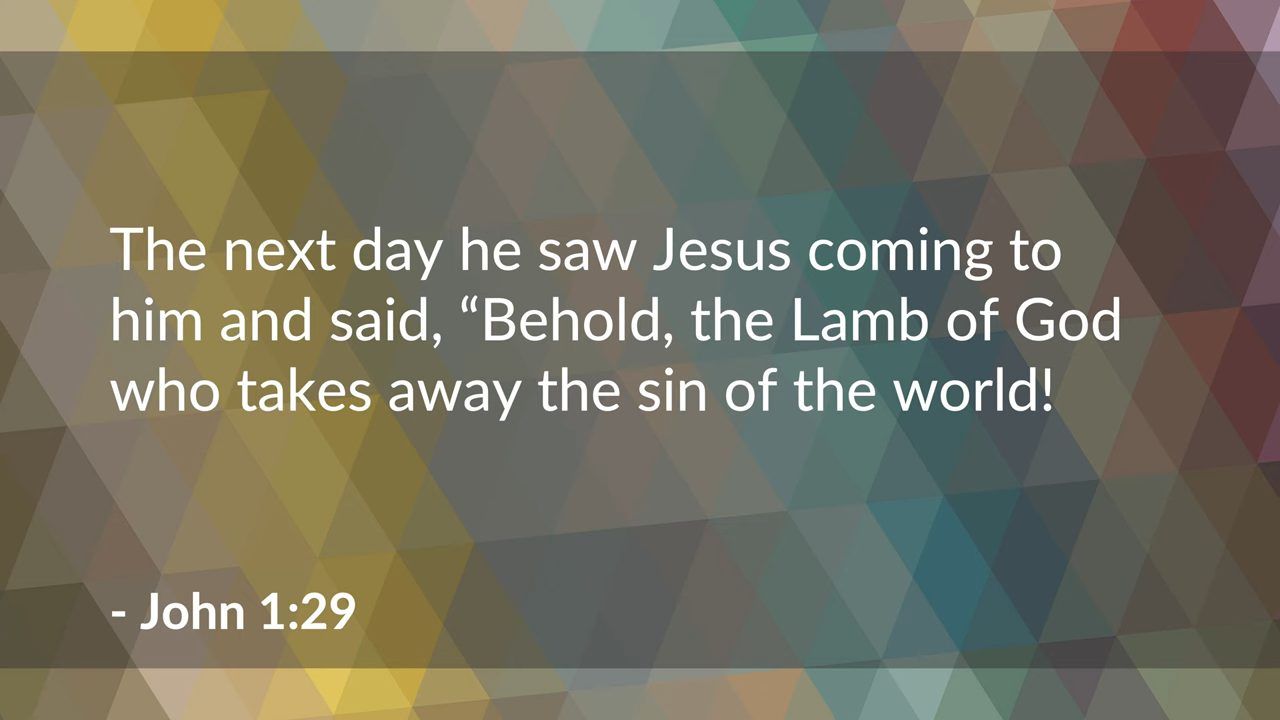 The next day he saw Jesus coming to
him and said, “Behold, the Lamb of God
who takes away the sin of the world!
- John 1:29